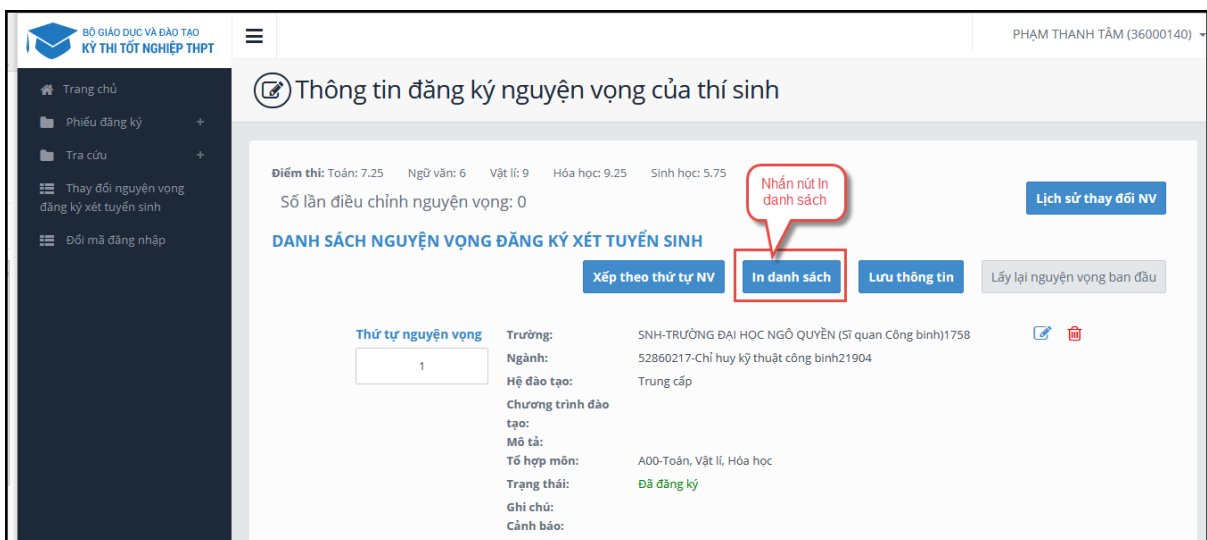 BỘ GIÁO DỤC VÀ ĐÀO TẠO
KỲ THI TỐT NGHIỆP THPT
PHẠM THANH TÂM (36000140)
Trang chủ
Phiếu đăng ký +
Tra cứu +
Thay đổi nguyện vọng
đăng ký xét tuyển sinh
Đổi mã đăng nhập
Thông tin đăng ký nguyện vọng của thí sinh
Điểm thi: Toán: 7.25 Ngữ văn: 6 Vật lí: 9 Hóa học: 9.25 Sinh học: 5.75
Số lần điều chỉnh nguyện vọng: 0
Nhấn nút In
danh sách
Lịch sử thay đổi NV
DANH SÁCH NGUYỆN VỌNG ĐĂNG KÝ XÉT TUYỂN SINH
Xếp theo thứ tự NV In danh sách Lưu thông tin Lấy lại nguyện vọng ban đầu
Thứ tự nguyện vọng
1
Trường: SNH-TRƯỜNG ĐẠI HỌC NGÔ QUYỀN (Sĩ quan Công binh)1758
Ngành: 52860217-Chỉ huy kỹ thuật công binh21904
Hệ đào tạo: Trung cấp
Chương trình đào
tạo:
Mô tả:
Tổ hợp môn: A00-Toán, Vật lí, Hóa học
Trạng thái: Đã đăng ký
Ghi chú:
Cảnh báo: